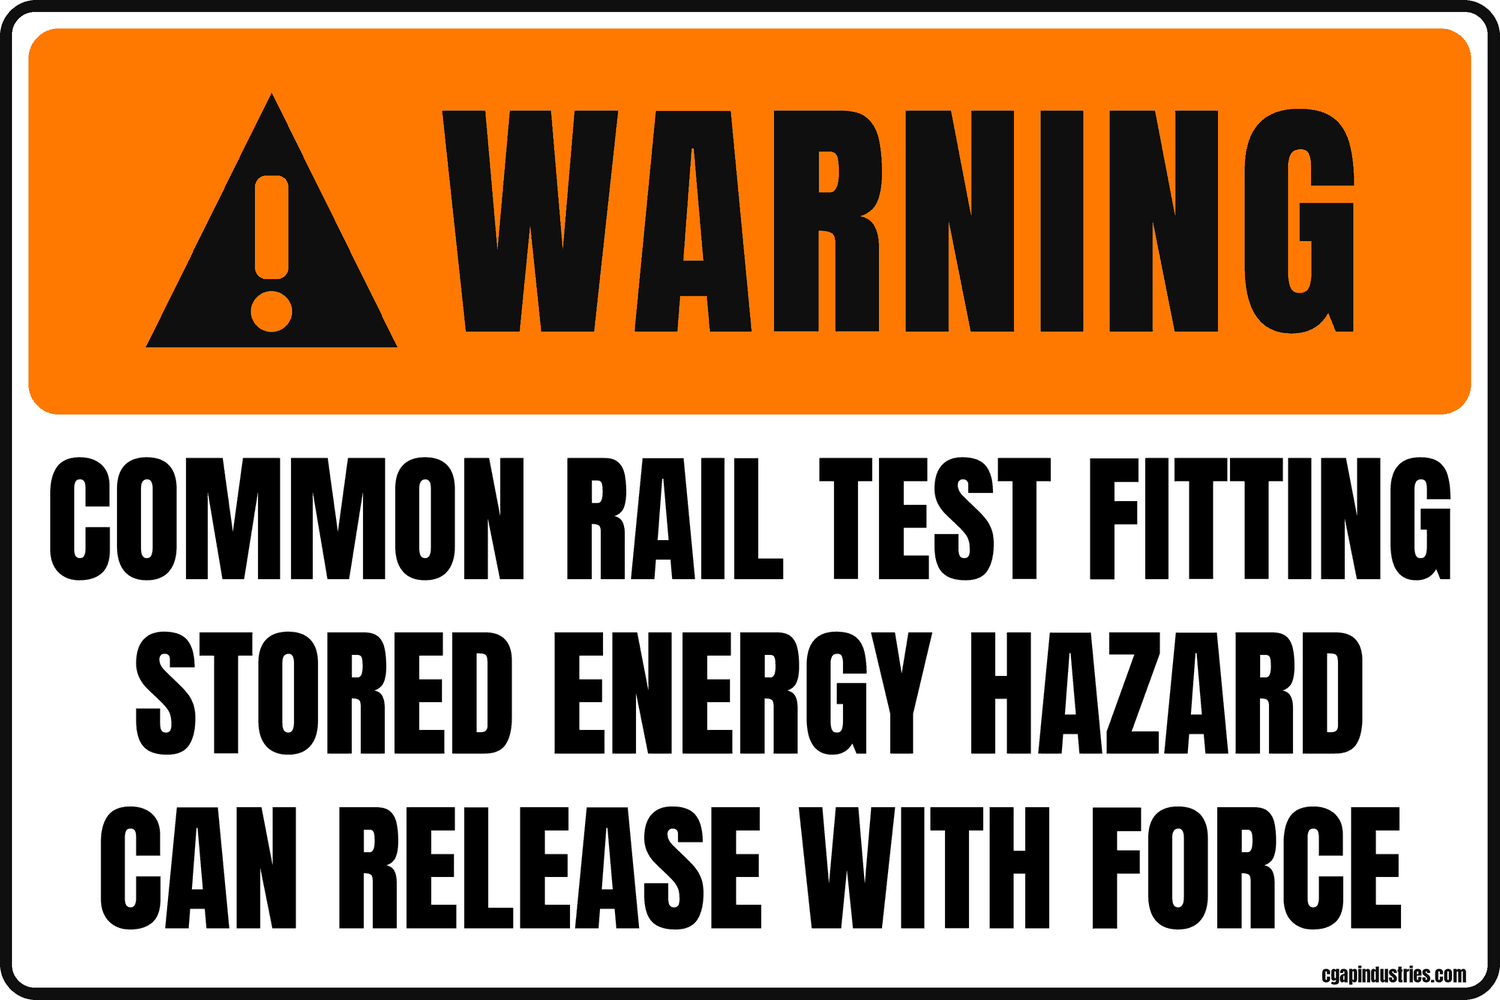 WARNING
COMMON RAIL TEST FITTING
STORED ENERGY HAZARD
CAN RELEASE WITH FORCE
cgapindustries.com